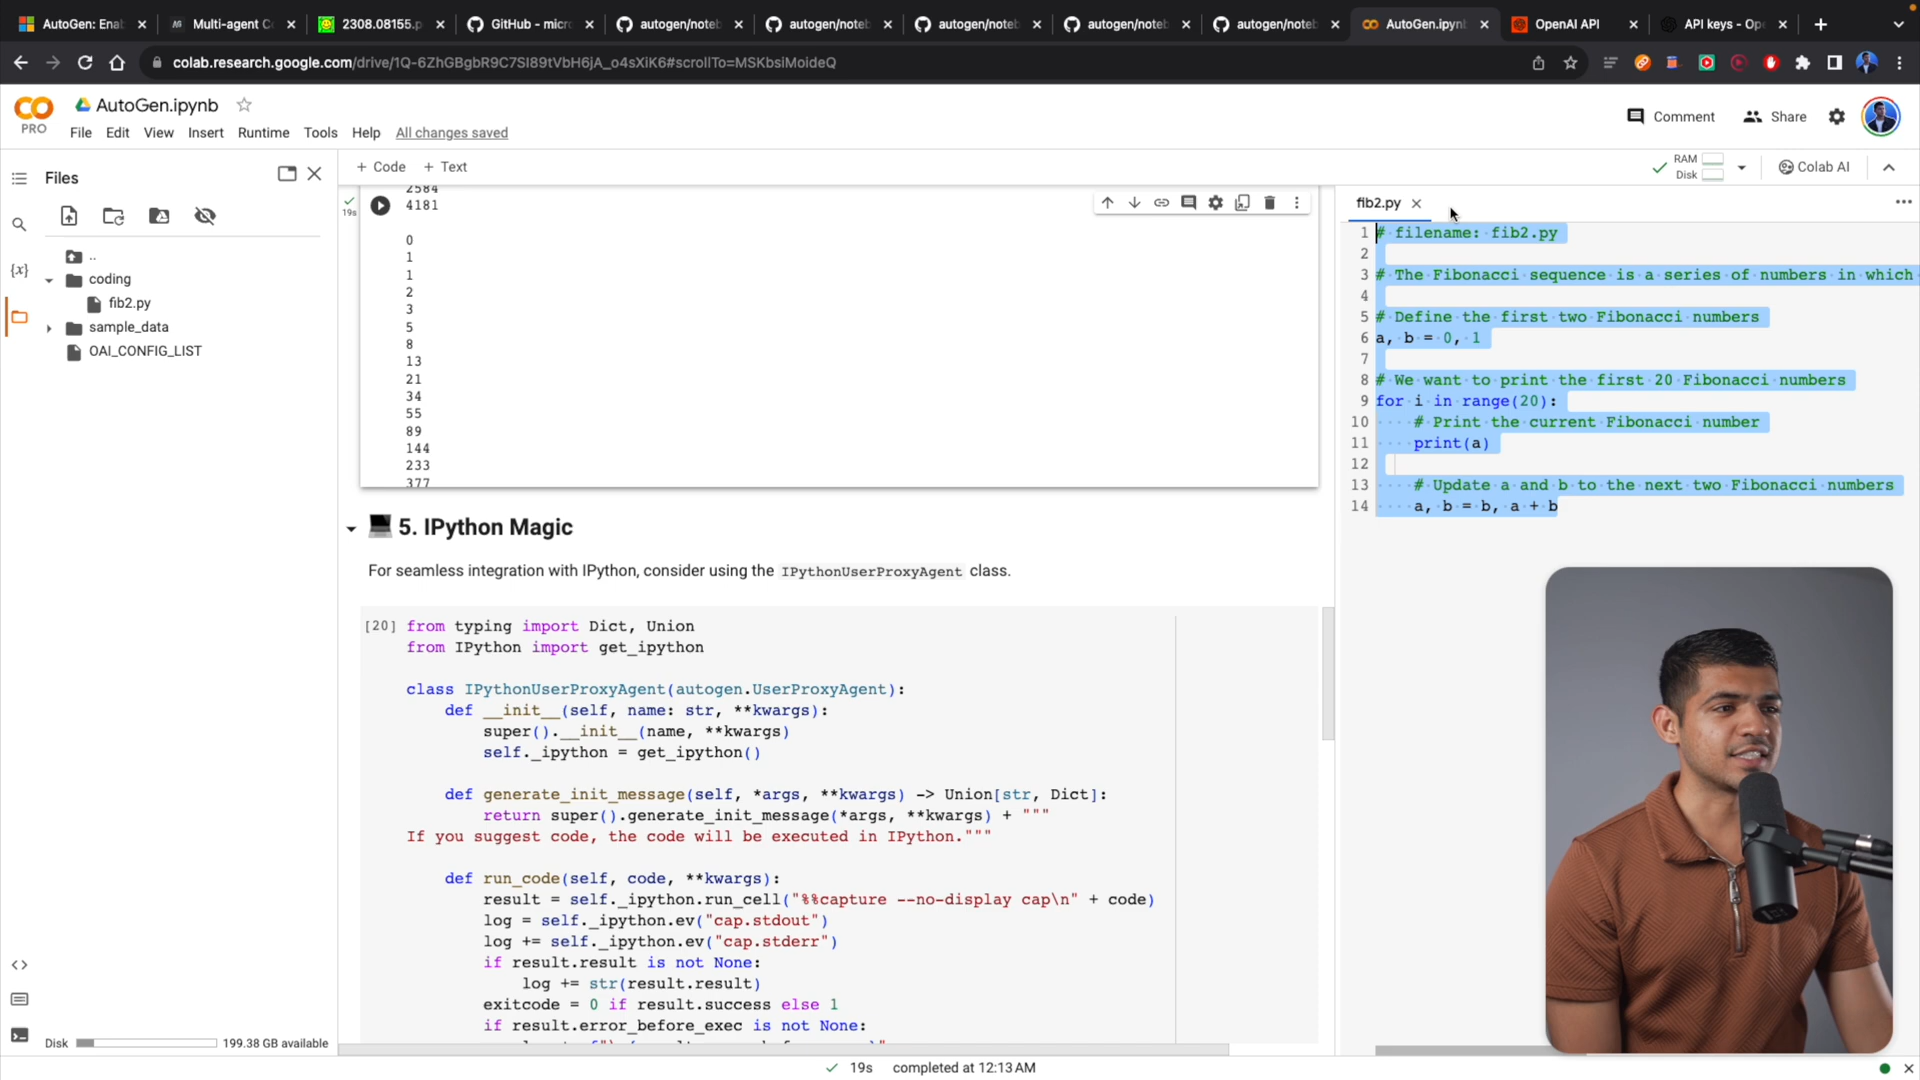 AutoGen: Enab
Multi-agent C
2308.08155.p
GitHub - micr
autogen/noteb
autogen/noteb
autogen/noteb
autogen/noteb
autogen/noteb
AutoGen.ipynb
OpenAI API
API keys - Ope
colab.research.google.com/drive/1Q-6ZhGBgbR9C7SI89tVbH6jA_o4sXiK6#scrollTo=MSKbsiMoideQ
CO
PRO
AutoGen.ipynb
File Edit View Insert Runtime Tools Help All changes saved
Comment
Share
Files
+ Code + Text
RAM
Disk
Colab AI
..
coding
fib2.py
sample_data
OAI_CONFIG_LIST
{x}
Disk
199.38 GB available
19s
2584
4181
0
1
1
2
3
5
8
13
21
34
55
89
144
233
377
5. IPython Magic
For seamless integration with IPython, consider using the IPythonUserProxyAgent class.
[20] from typing import Dict, Union
from IPython import get_ipython
class IPythonUserProxyAgent(autogen.UserProxyAgent):
def __init__(self, name: str, **kwargs):
super().__init__(name, **kwargs)
self._ipython = get_ipython()
def generate_init_message(self, *args, **kwargs) -> Union[str, Dict]:
return super().generate_init_message(*args, **kwargs) + """
If you suggest code, the code will be executed in IPython."""
def run_code(self, code, **kwargs):
result = self._ipython.run_cell("%%capture --no-display cap\n" + code)
log = self._ipython.ev("cap.stdout")
log += self._ipython.ev("cap.stderr")
if result.result is not None:
log += str(result.result)
exitcode = 0 if result.success else 1
if result.error_before_exec is not None:
fib2.py
1 # filename: fib2.py
2
3 # The Fibonacci sequence is a series of numbers in which
4
5 # Define the first two Fibonacci numbers
6 a, b = 0, 1
7
8 # We want to print the first 20 Fibonacci numbers
9 for i in range(20):
10 # Print the current Fibonacci number
11 print(a)
12
13 # Update a and b to the next two Fibonacci numbers
14 a, b = b, a + b
19s completed at 12:13 AM